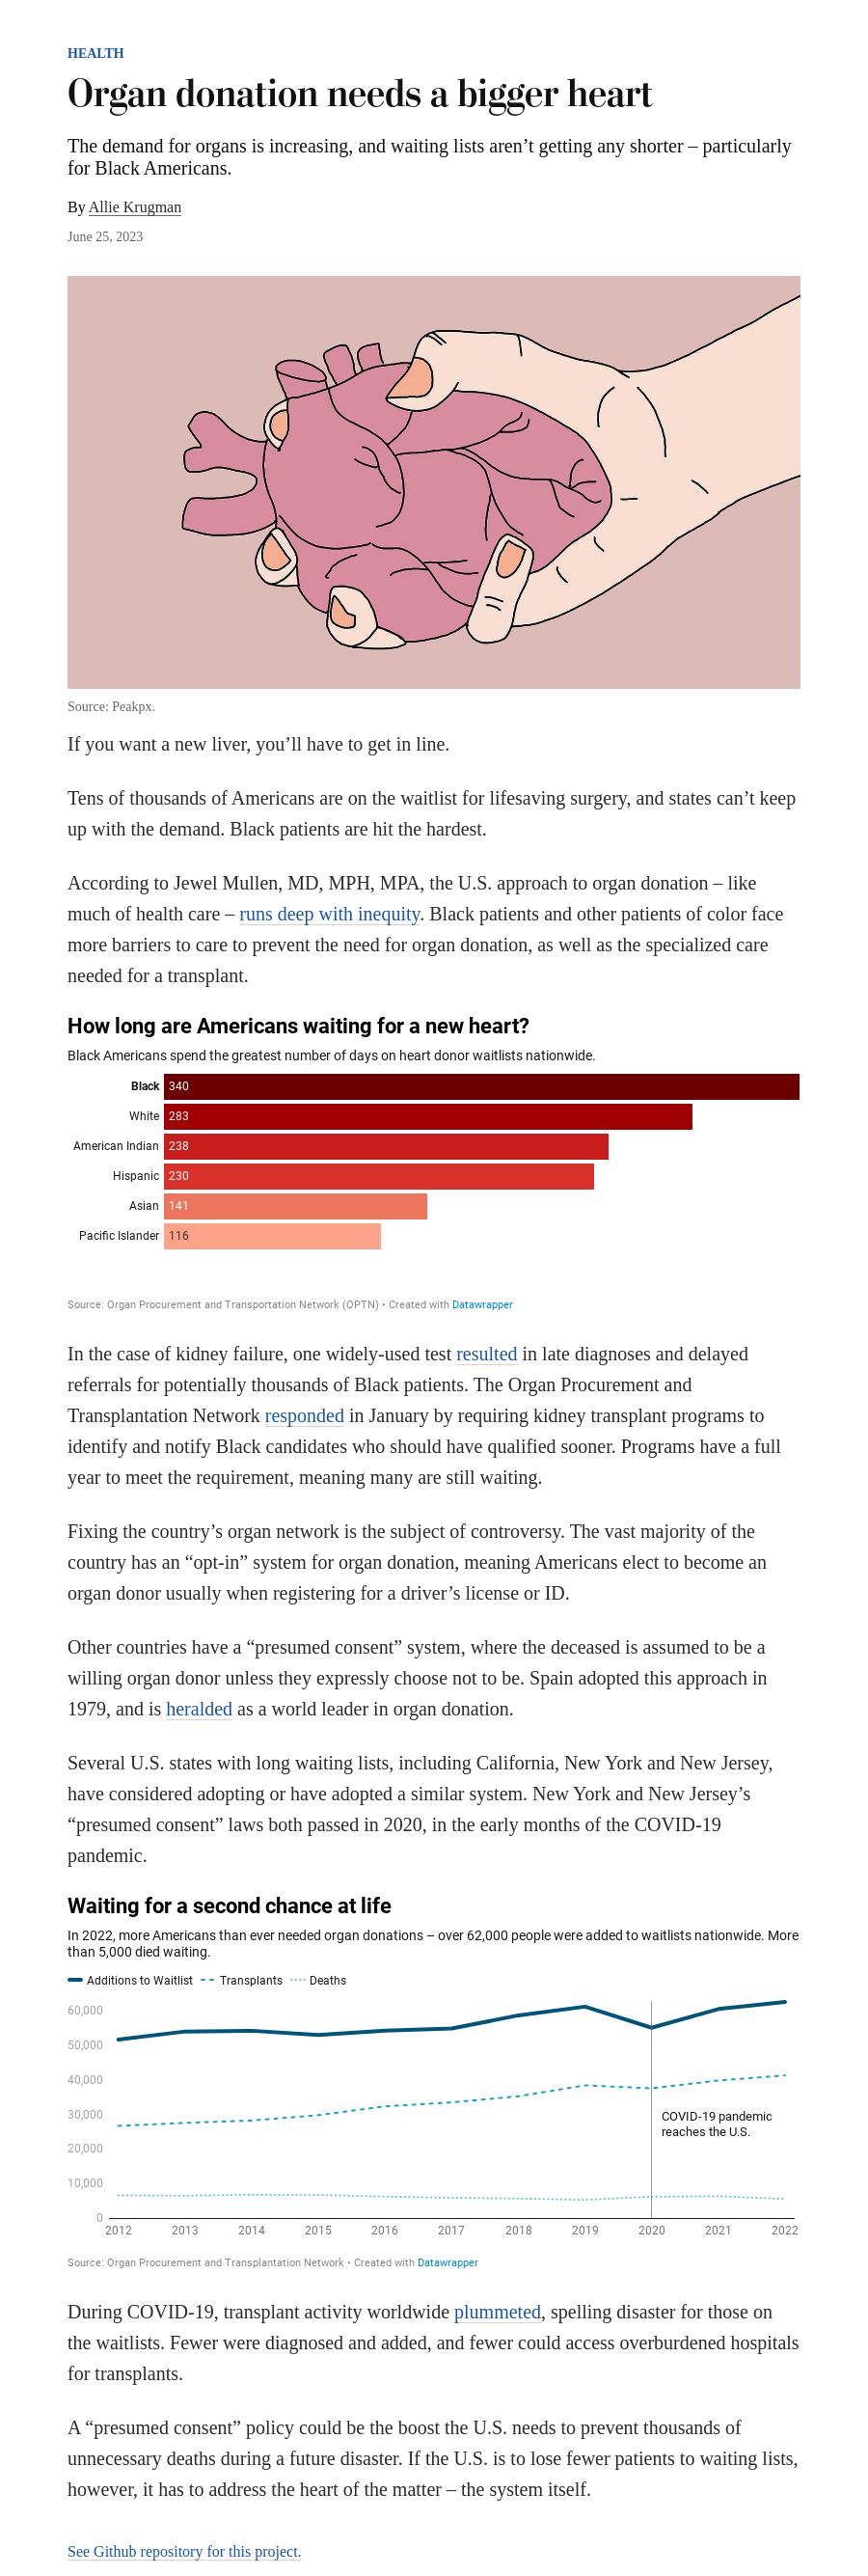 HEALTH
Organ donation needs a bigger heart
The demand for organs is increasing, and waiting lists aren’t getting any shorter – particularly
for Black Americans.
By Allie Krugman
June 25, 2023
Source: Peakpx.
If you want a new liver, you’ll have to get in line.
Tens of thousands of Americans are on the waitlist for lifesaving surgery, and states can’t keep
up with the demand. Black patients are hit the hardest.
According to Jewel Mullen, MD, MPH, MPA, the U.S. approach to organ donation – like
much of health care – runs deep with inequity. Black patients and other patients of color face
more barriers to care to prevent the need for organ donation, as well as the specialized care
needed for a transplant.
How long are Americans waiting for a new heart?
Black Americans spend the greatest number of days on heart donor waitlists nationwide.
Black 340
White 283
American Indian 238
Hispanic 230
Asian 141
Pacific Islander 116
Source: Organ Procurement and Transportation Network (OPTN) • Created with Datawrapper
In the case of kidney failure, one widely-used test resulted in late diagnoses and delayed
referrals for potentially thousands of Black patients. The Organ Procurement and
Transplantation Network responded in January by requiring kidney transplant programs to
identify and notify Black candidates who should have qualified sooner. Programs have a full
year to meet the requirement, meaning many are still waiting.
Fixing the country’s organ network is the subject of controversy. The vast majority of the
country has an “opt-in” system for organ donation, meaning Americans elect to become an
organ donor usually when registering for a driver’s license or ID.
Other countries have a “presumed consent” system, where the deceased is assumed to be a
willing organ donor unless they expressly choose not to be. Spain adopted this approach in
1979, and is heralded as a world leader in organ donation.
Several U.S. states with long waiting lists, including California, New York and New Jersey,
have considered adopting or have adopted a similar system. New York and New Jersey’s
“presumed consent” laws both passed in 2020, in the early months of the COVID-19
pandemic.
Waiting for a second chance at life
In 2022, more Americans than ever needed organ donations – over 62,000 people were added to waitlists nationwide. More
than 5,000 died waiting.
Additions to Waitlist Transplants Deaths
60,000
50,000
40,000
30,000
COVID-19 pandemic
reaches the U.S.
20,000
10,000
0
2012 2013 2014 2015 2016 2017 2018 2019 2020 2021 2022
Source: Organ Procurement and Transplantation Network • Created with Datawrapper
During COVID-19, transplant activity worldwide plummeted, spelling disaster for those on
the waitlists. Fewer were diagnosed and added, and fewer could access overburdened hospitals
for transplants.
A “presumed consent” policy could be the boost the U.S. needs to prevent thousands of
unnecessary deaths during a future disaster. If the U.S. is to lose fewer patients to waiting lists,
however, it has to address the heart of the matter – the system itself.
See Github repository for this project.